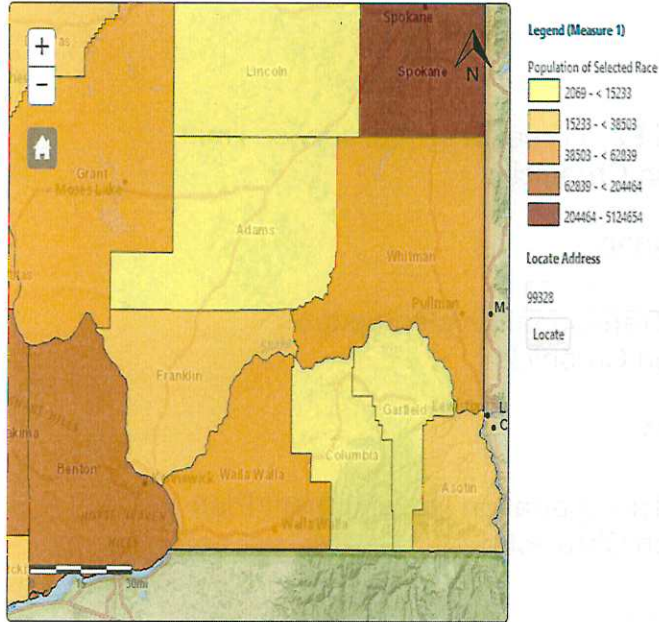 Spokane
Lincoln
Spokane
N
Grant
Moses Lake
Adams
Whitman
Pullman
M
Franklin
Garfield
L
C
Columbia
Asotin
Benton
Walla Walla
Walla Walla
30mi
Legend (Measure 1)
Population of Selected Race
2069 - < 15233
15233 - < 38503
38503 - < 62839
62839 - < 204464
204464 - 5124654
Locate Address
99328
Locate